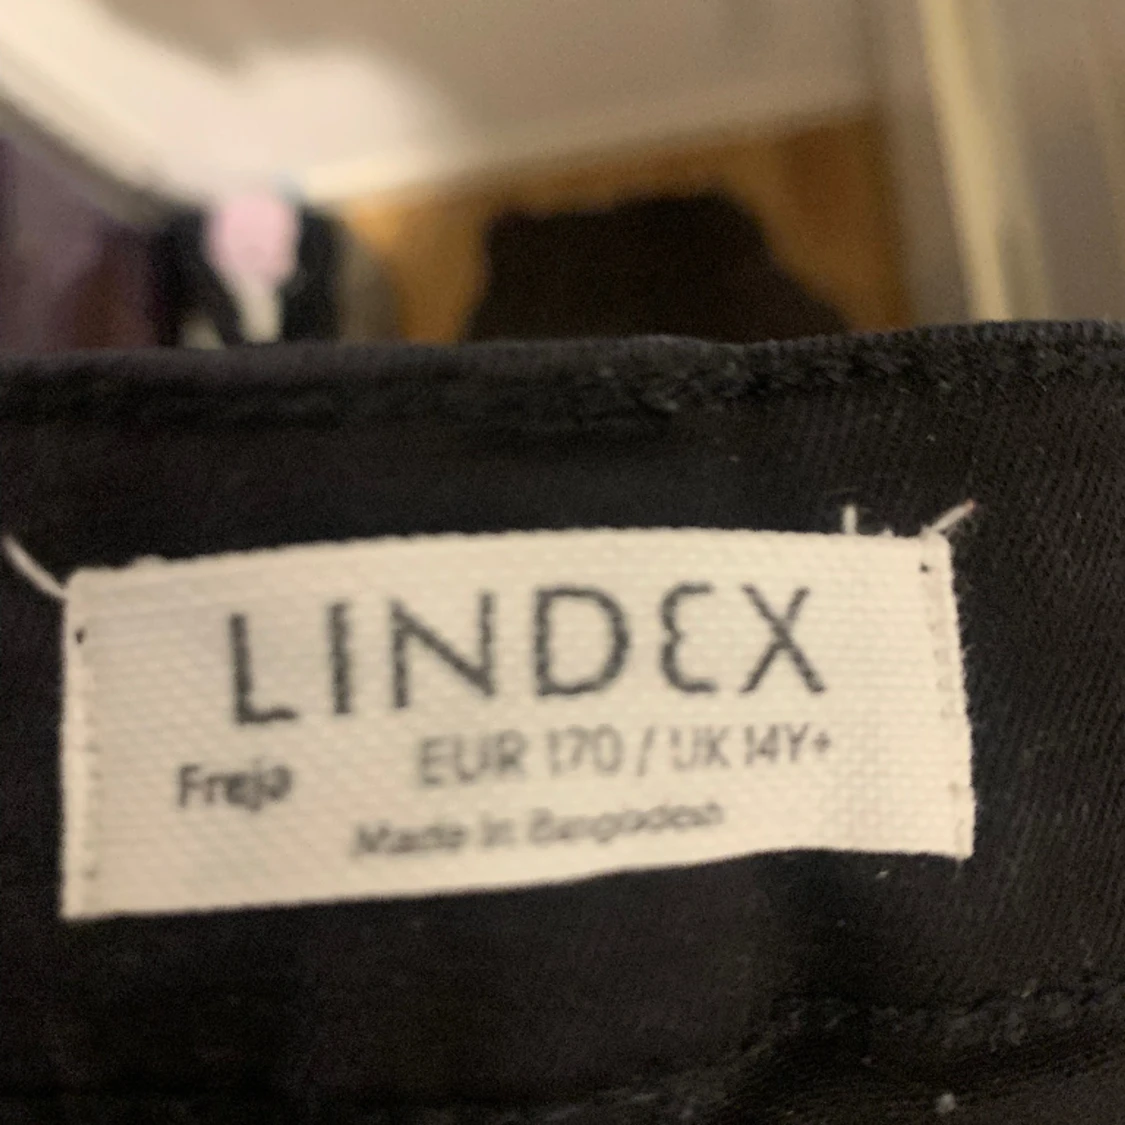 LINDEX
Freja EUR 170 / UK 14Y+
Made in Bangladesh